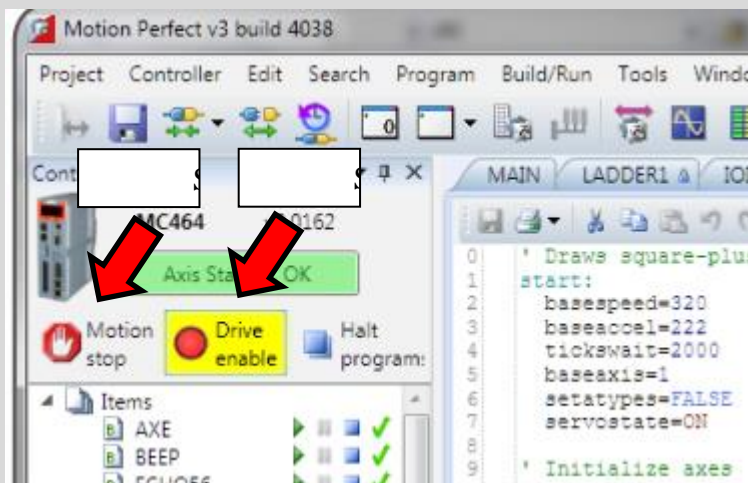 Motion Perfect v3 build 4038
Project Controller Edit Search Program Build/Run Tools
0
Cont
MAIN LADDER1
MC464 0162
Axis Sta OK
Motion stop
Drive enable
Halt
Items
AXE
BEEP
0 ' Draws square-plus
1 start:
2 basespeed=320
3 baseaccel=222
4 tickswait=2000
5 baseaxis=1
6 setatypes=FALSE
7 servostate=ON
8
9 ' Initialize axes